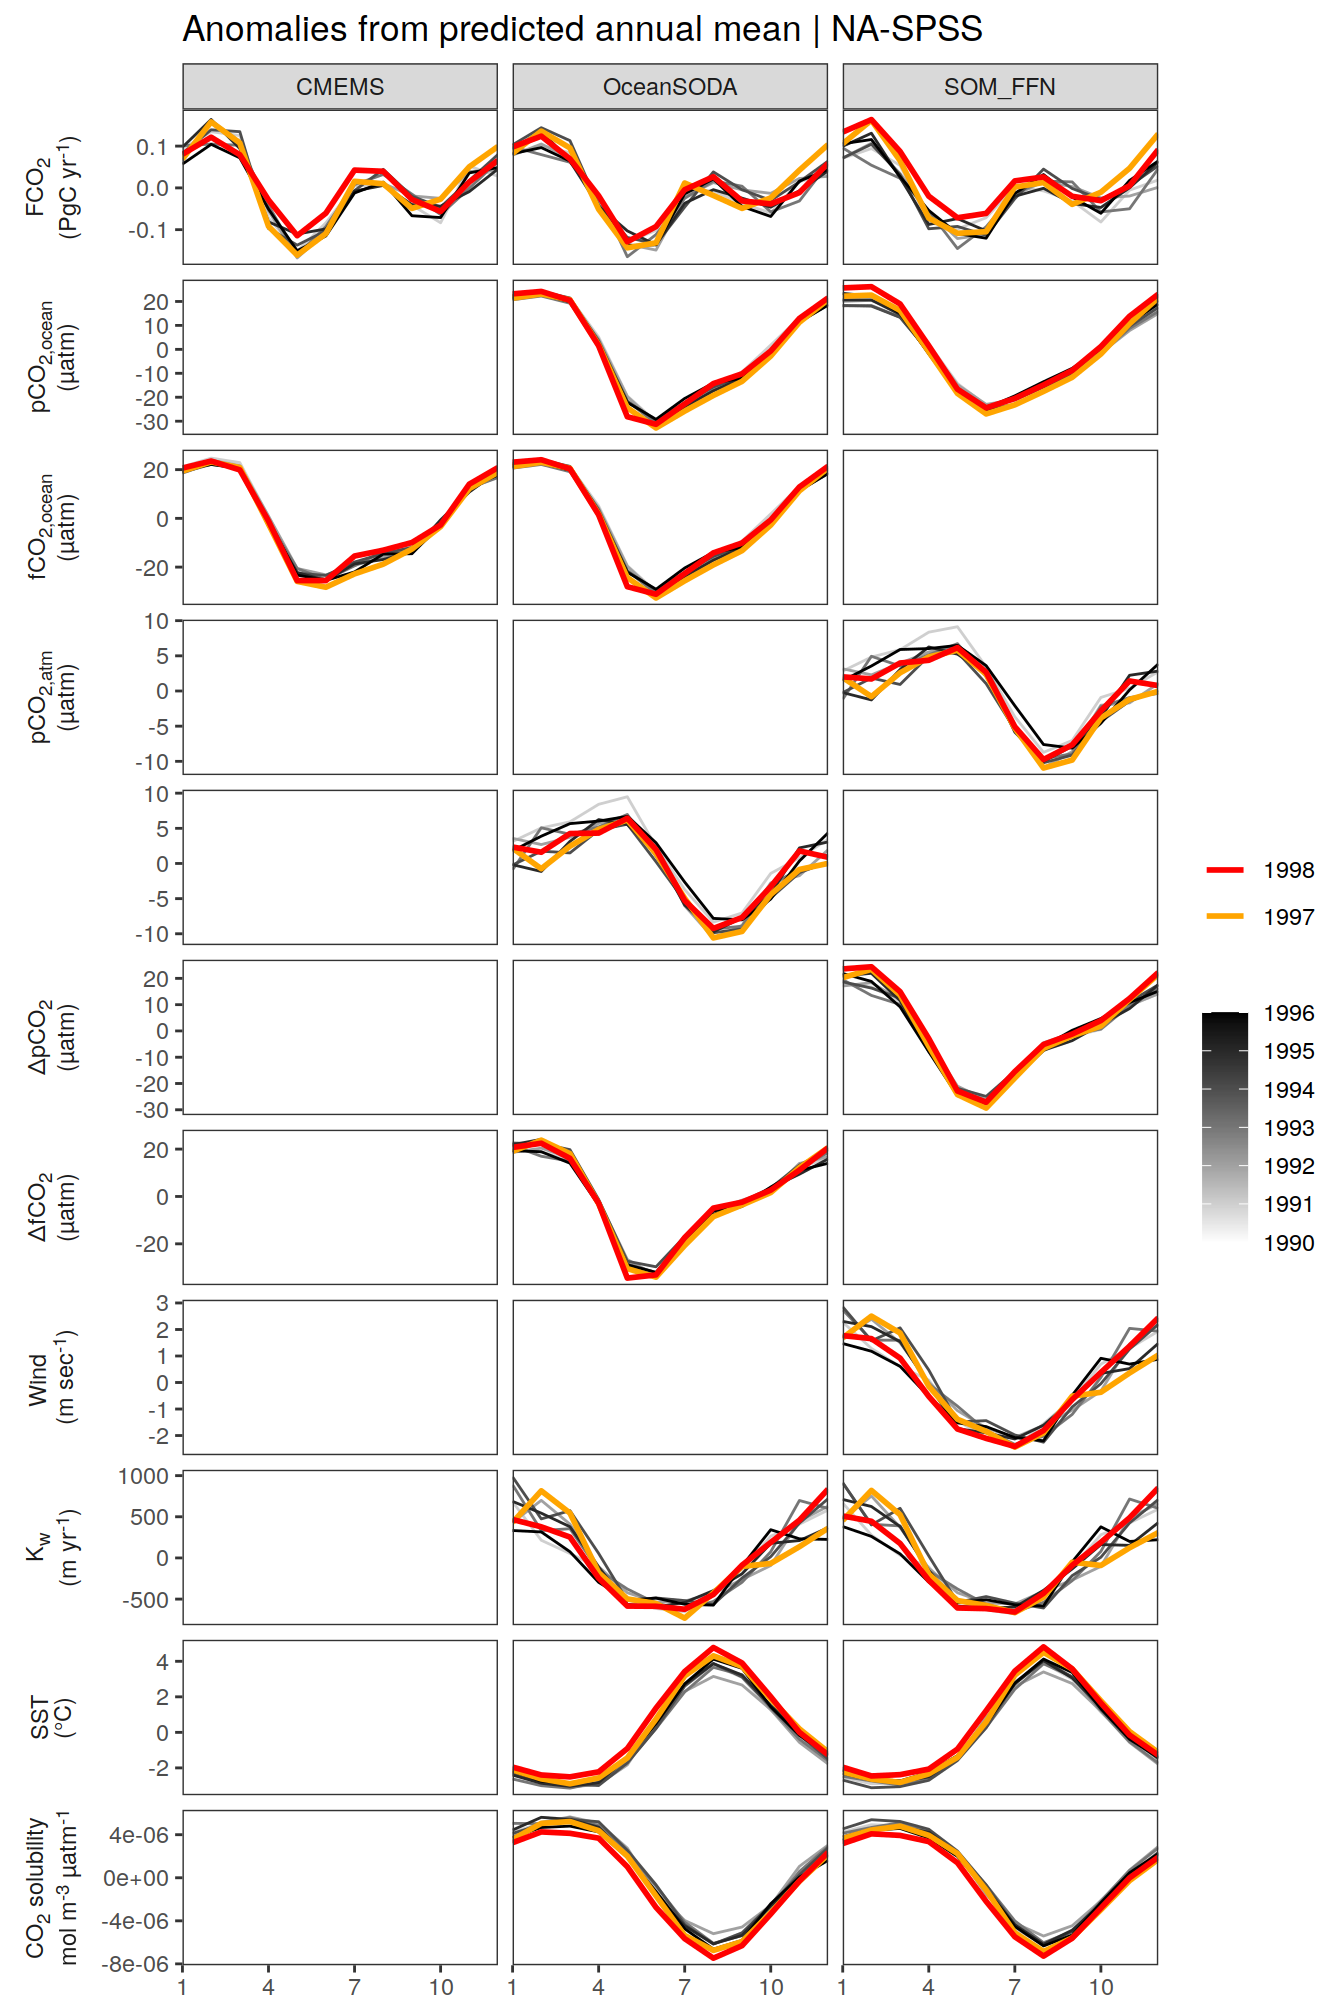 Anomalies from predicted annual mean | NA-SPSS
CMEMS
OceanSODA
SOM_FFN
FCO2
(PgC yr-1)
0.1
0.0
-0.1
pCO2,ocean
(µatm)
20
10
0
-10
-20
-30
fCO2,ocean
(µatm)
20
0
-20
pCO2,atm
(µatm)
10
5
0
-5
-10
10
5
0
-5
-10
1998
1997
ΔpCO2
(µatm)
20
10
0
-10
-20
-30
1996
1995
1994
1993
1992
1991
1990
ΔfCO2
(µatm)
20
0
-20
Wind
(m sec-1)
3
2
1
0
-1
-2
Kw
(m yr-1)
1000
500
0
-500
SST
(°C)
4
2
0
-2
CO2 solubility
mol m-3 µatm-1
4e-06
0e+00
-4e-06
-8e-06
1 4 7 10
1 4 7 10
1 4 7 10